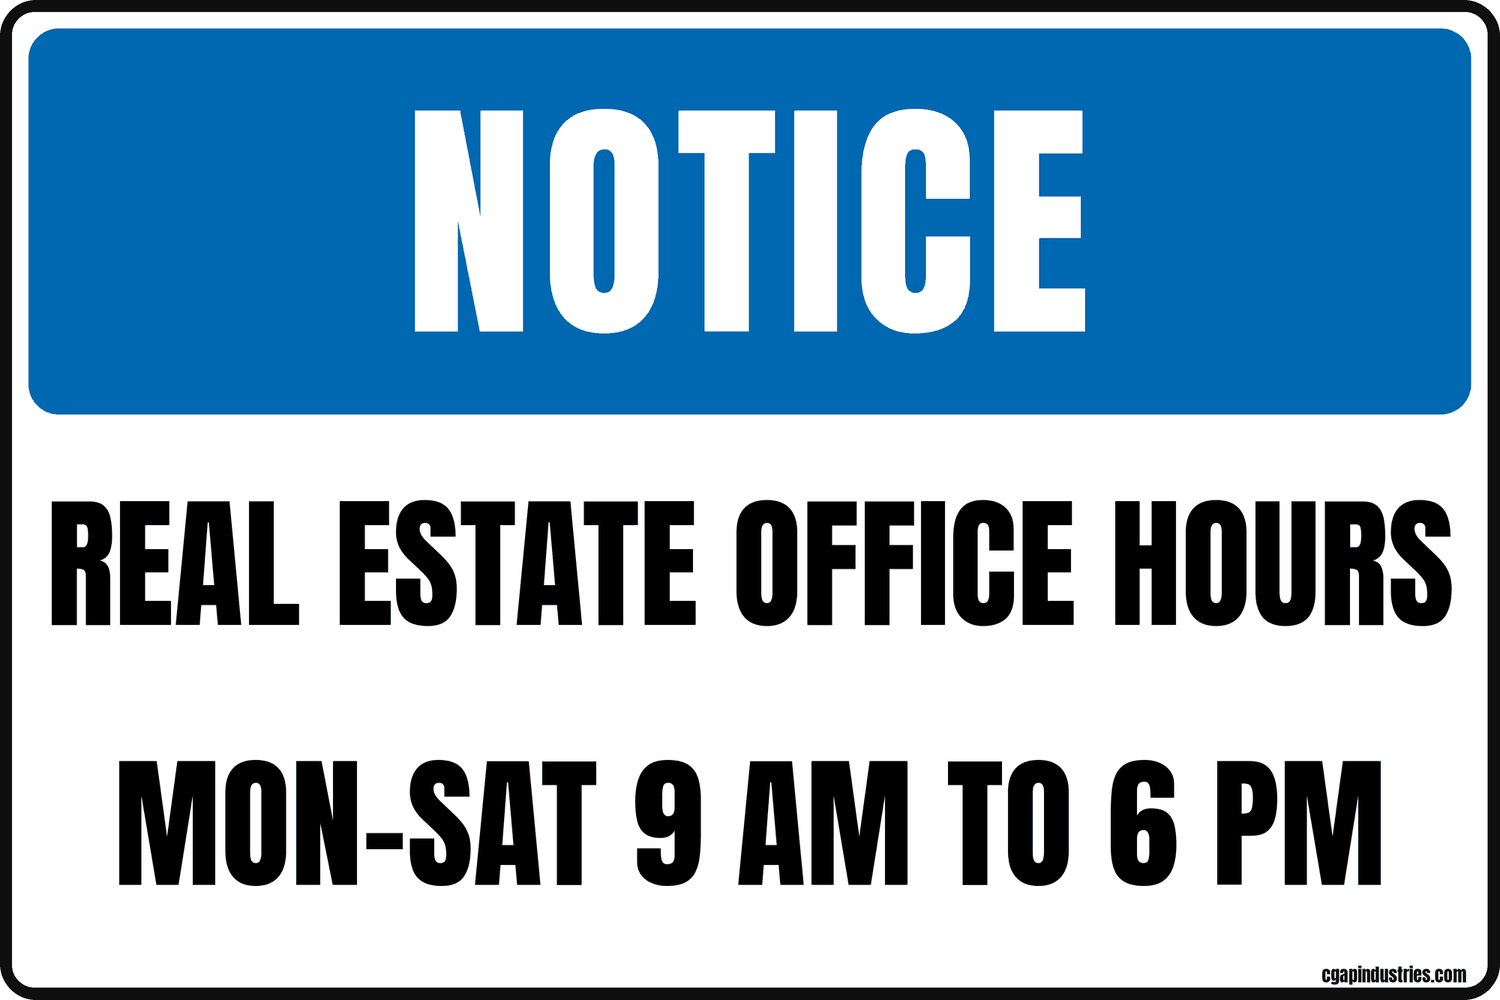 NOTICE
REAL ESTATE OFFICE HOURS
MON-SAT 9 AM TO 6 PM
cgapindustries.com